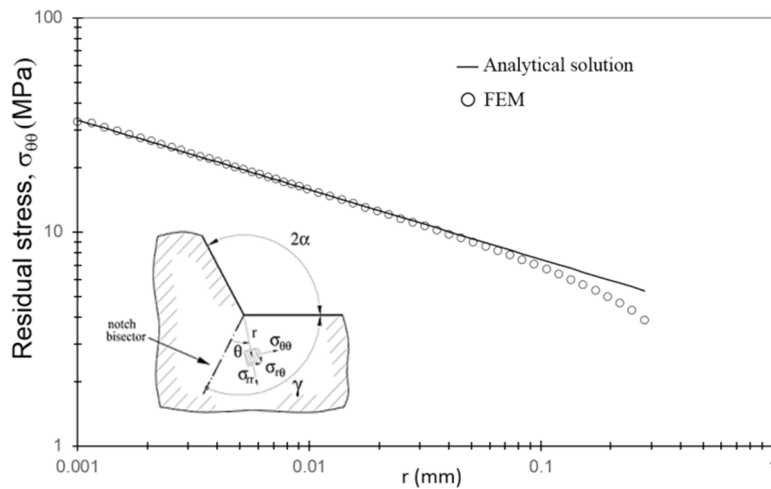 100
Residual stress, σθθ (MPa)
Analytical solution
FEM
10
2α
notch
bisector
r
θ
σθθ
σrθ
σrr
γ
1
0.001
0.01
0.1
1
r (mm)